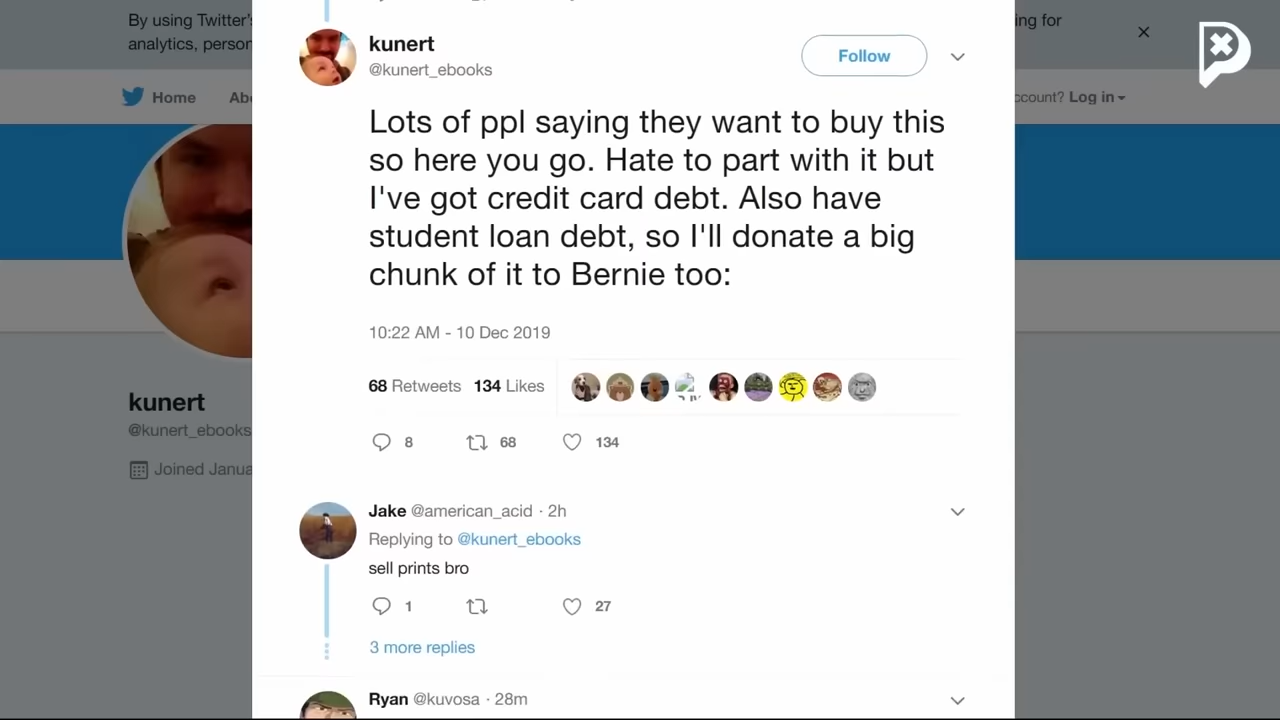 By using Twitter's
ing for
analytics, person
kunert
@kunert_ebooks
Follow
Home
Abo
ccount? Log in
Lots of ppl saying they want to buy this
so here you go. Hate to part with it but
I've got credit card debt. Also have
student loan debt, so I'll donate a big
chunk of it to Bernie too:
10:22 AM - 10 Dec 2019
68 Retweets 134 Likes
8 68 134
kunert
@kunert_ebooks
Joined Janua
Jake @american_acid · 2h
Replying to @kunert_ebooks
sell prints bro
1 27
3 more replies
Ryan @kuvosa · 28m